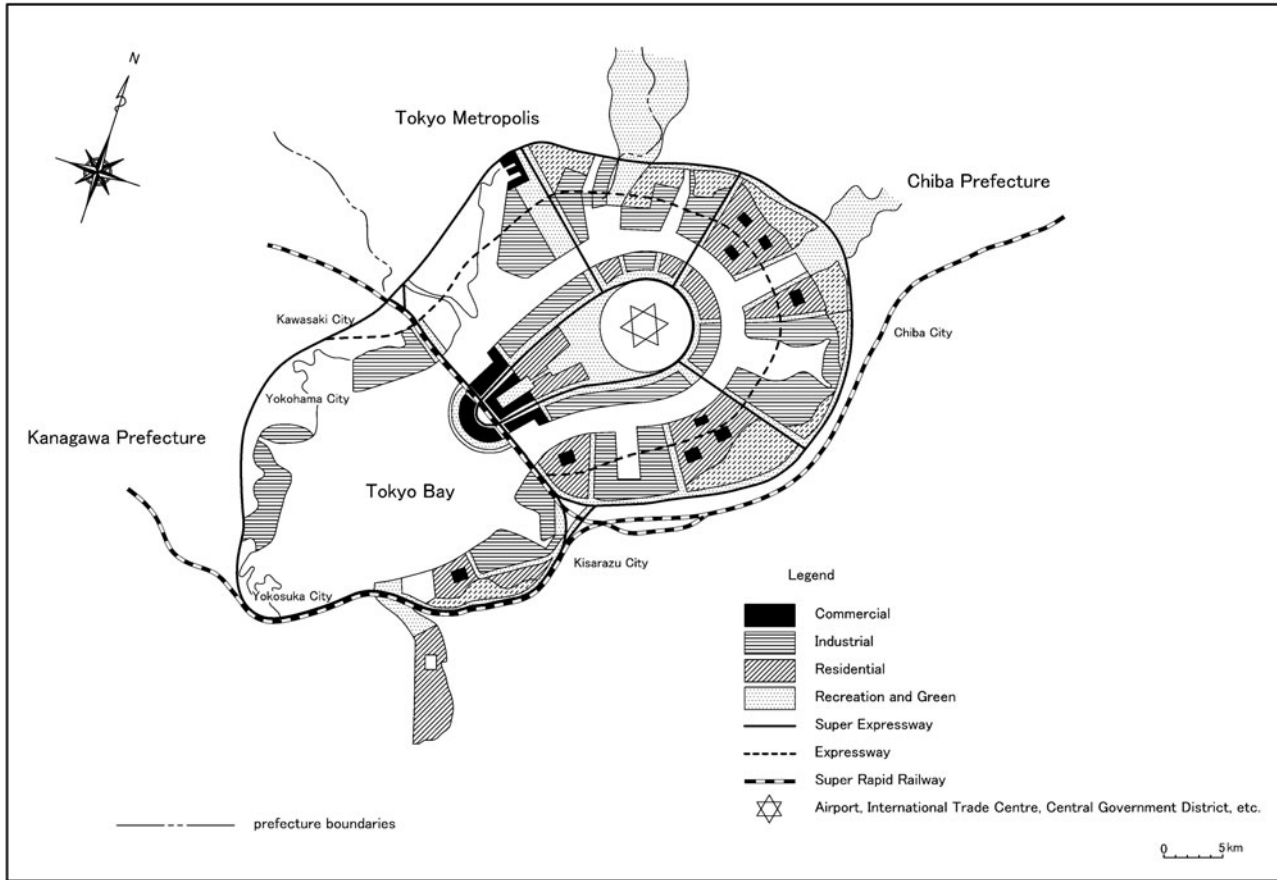 N
Tokyo Metropolis
Chiba Prefecture
Kawasaki City
Chiba City
Yokohama City
Kanagawa Prefecture
Tokyo Bay
Kisarazu City
Yokosuka City
Legend
Commercial
Industrial
Residential
Recreation and Green
Super Expressway
Expressway
Super Rapid Railway
Airport, International Trade Centre, Central Government District, etc.
prefecture boundaries
0 5km